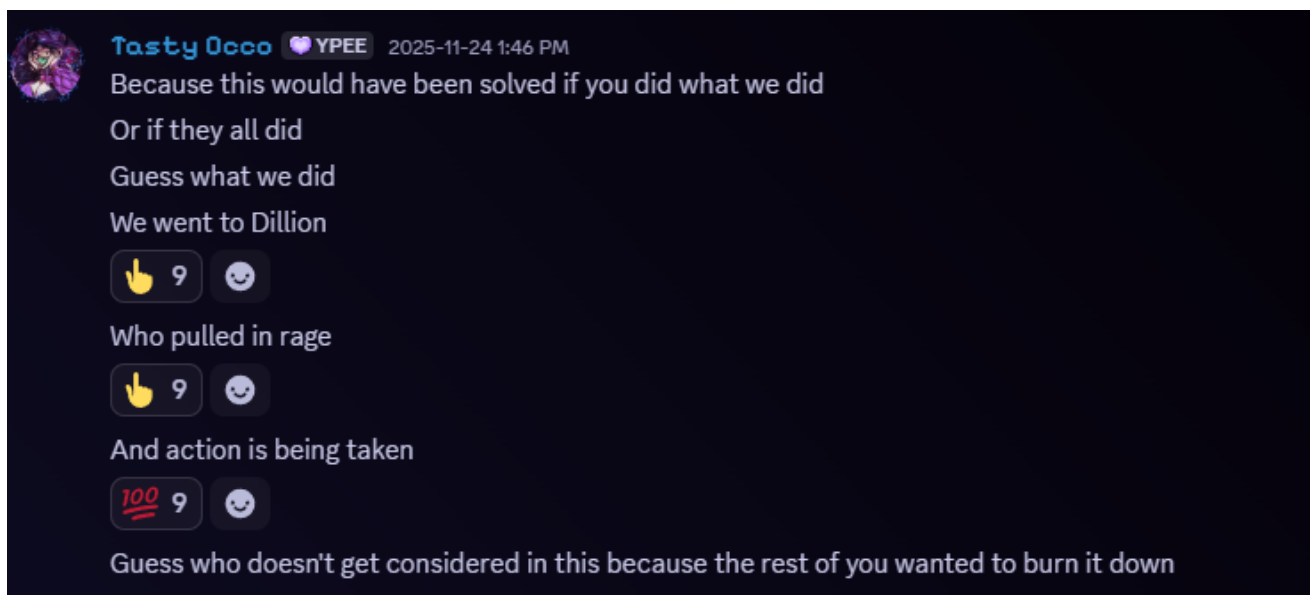 Tasty Occo YPEE 2025-11-24 1:46 PM
Because this would have been solved if you did what we did
Or if they all did
Guess what we did
We went to Dillion
9
Who pulled in rage
9
And action is being taken
100 9
Guess who doesn't get considered in this because the rest of you wanted to burn it down